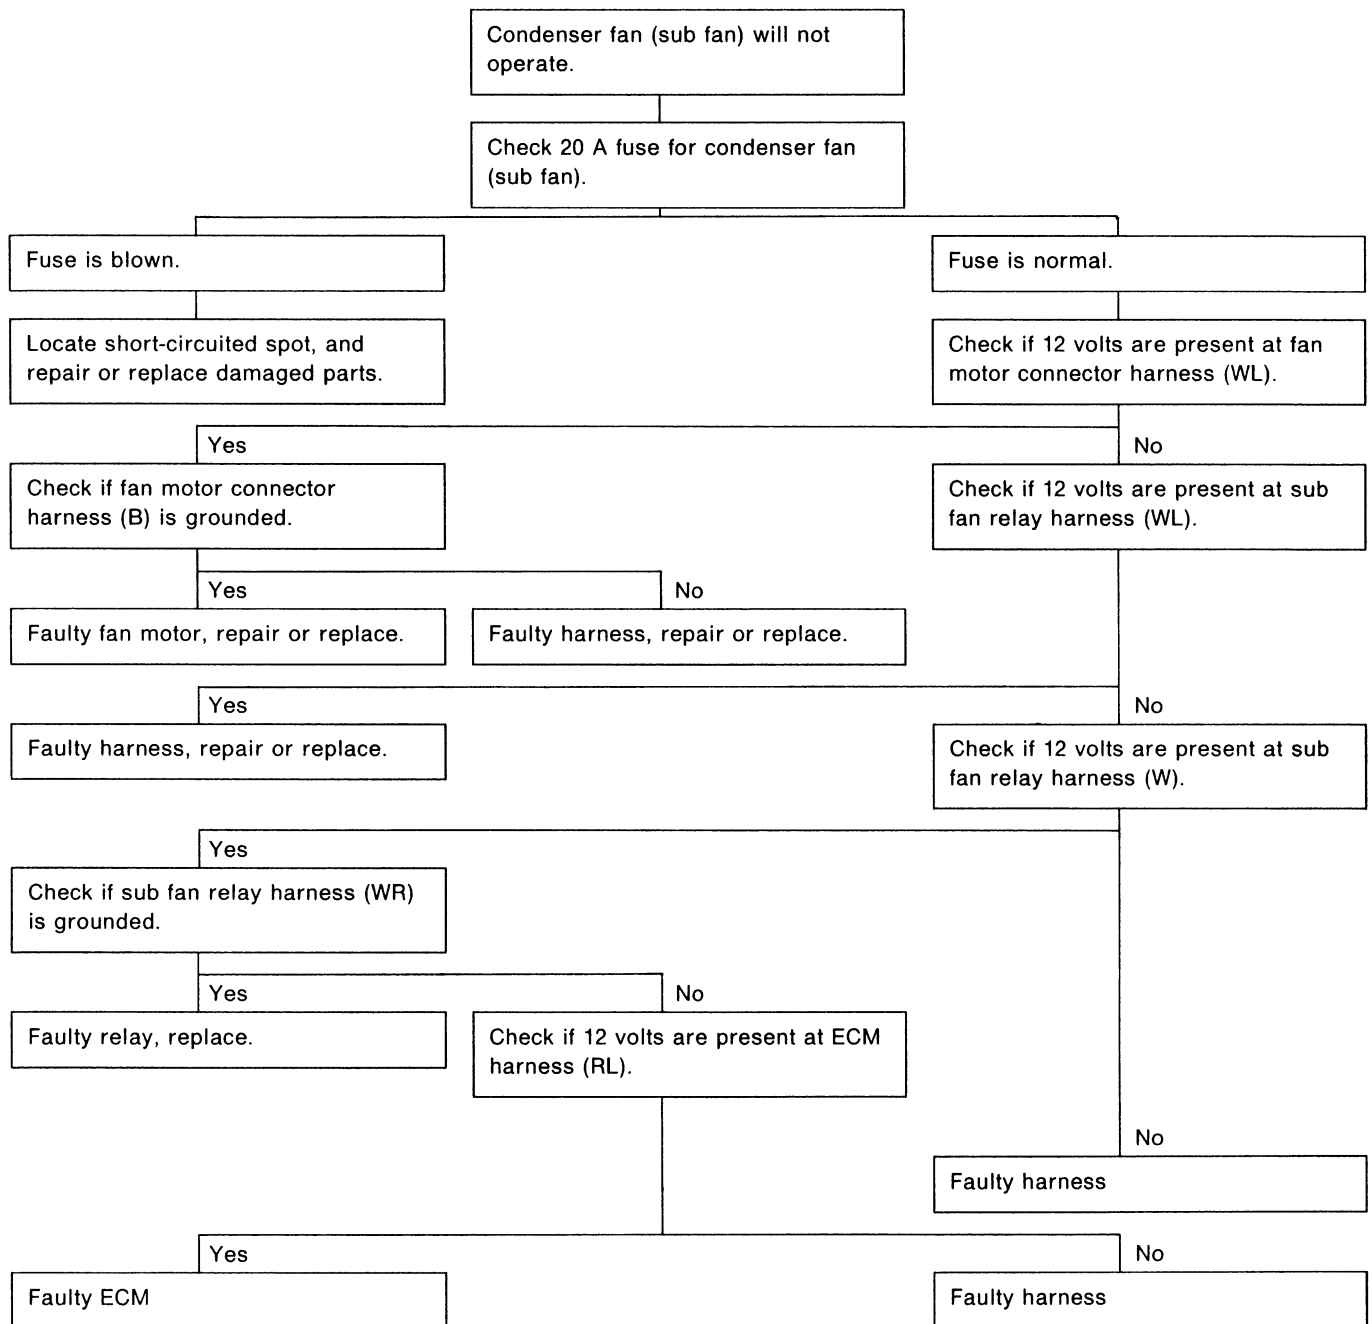 Condenser fan (sub fan) will not
operate.
Check 20 A fuse for condenser fan
(sub fan).
Fuse is blown.
Fuse is normal.
Locate short-circuited spot, and
repair or replace damaged parts.
Check if 12 volts are present at fan
motor connector harness (WL).
Yes
No
Check if fan motor connector
harness (B) is grounded.
Check if 12 volts are present at sub
fan relay harness (WL).
Yes
No
Faulty fan motor, repair or replace.
Faulty harness, repair or replace.
Yes
No
Faulty harness, repair or replace.
Check if 12 volts are present at sub
fan relay harness (W).
Yes
Check if sub fan relay harness (WR)
is grounded.
Yes
No
Faulty relay, replace.
Check if 12 volts are present at ECM
harness (RL).
No
Faulty harness
Yes
No
Faulty ECM
Faulty harness